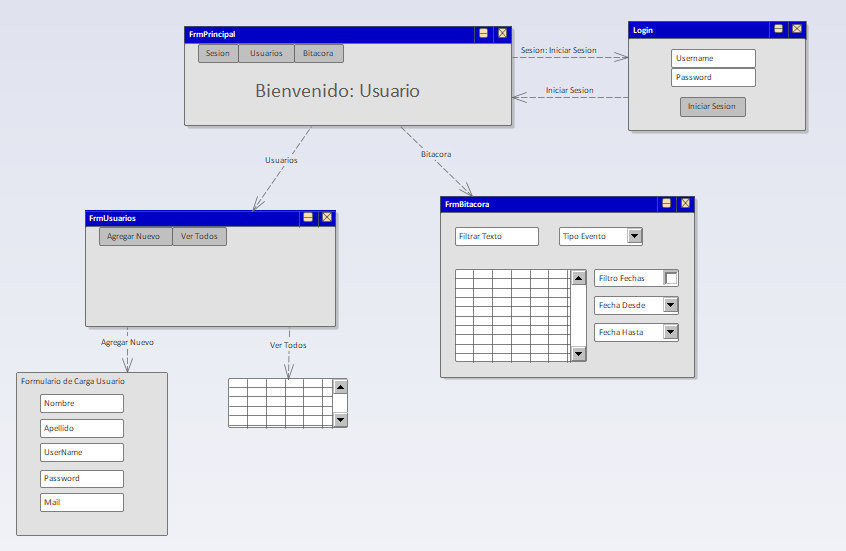 FrmPrincipal
Sesion Usuarios Bitacora
Bienvenido: Usuario
Sesion: Iniciar Sesion
Iniciar Sesion
Login
Username
Password
Iniciar Sesion
Usuarios
Bitacora
FrmUsuarios
Agregar Nuevo Ver Todos
FrmBitacora
Filtrar Texto Tipo Evento
Filtro Fechas
Fecha Desde
Fecha Hasta
Agregar Nuevo
Ver Todos
Formulario de Carga Usuario
Nombre
Apellido
UserName
Password
Mail